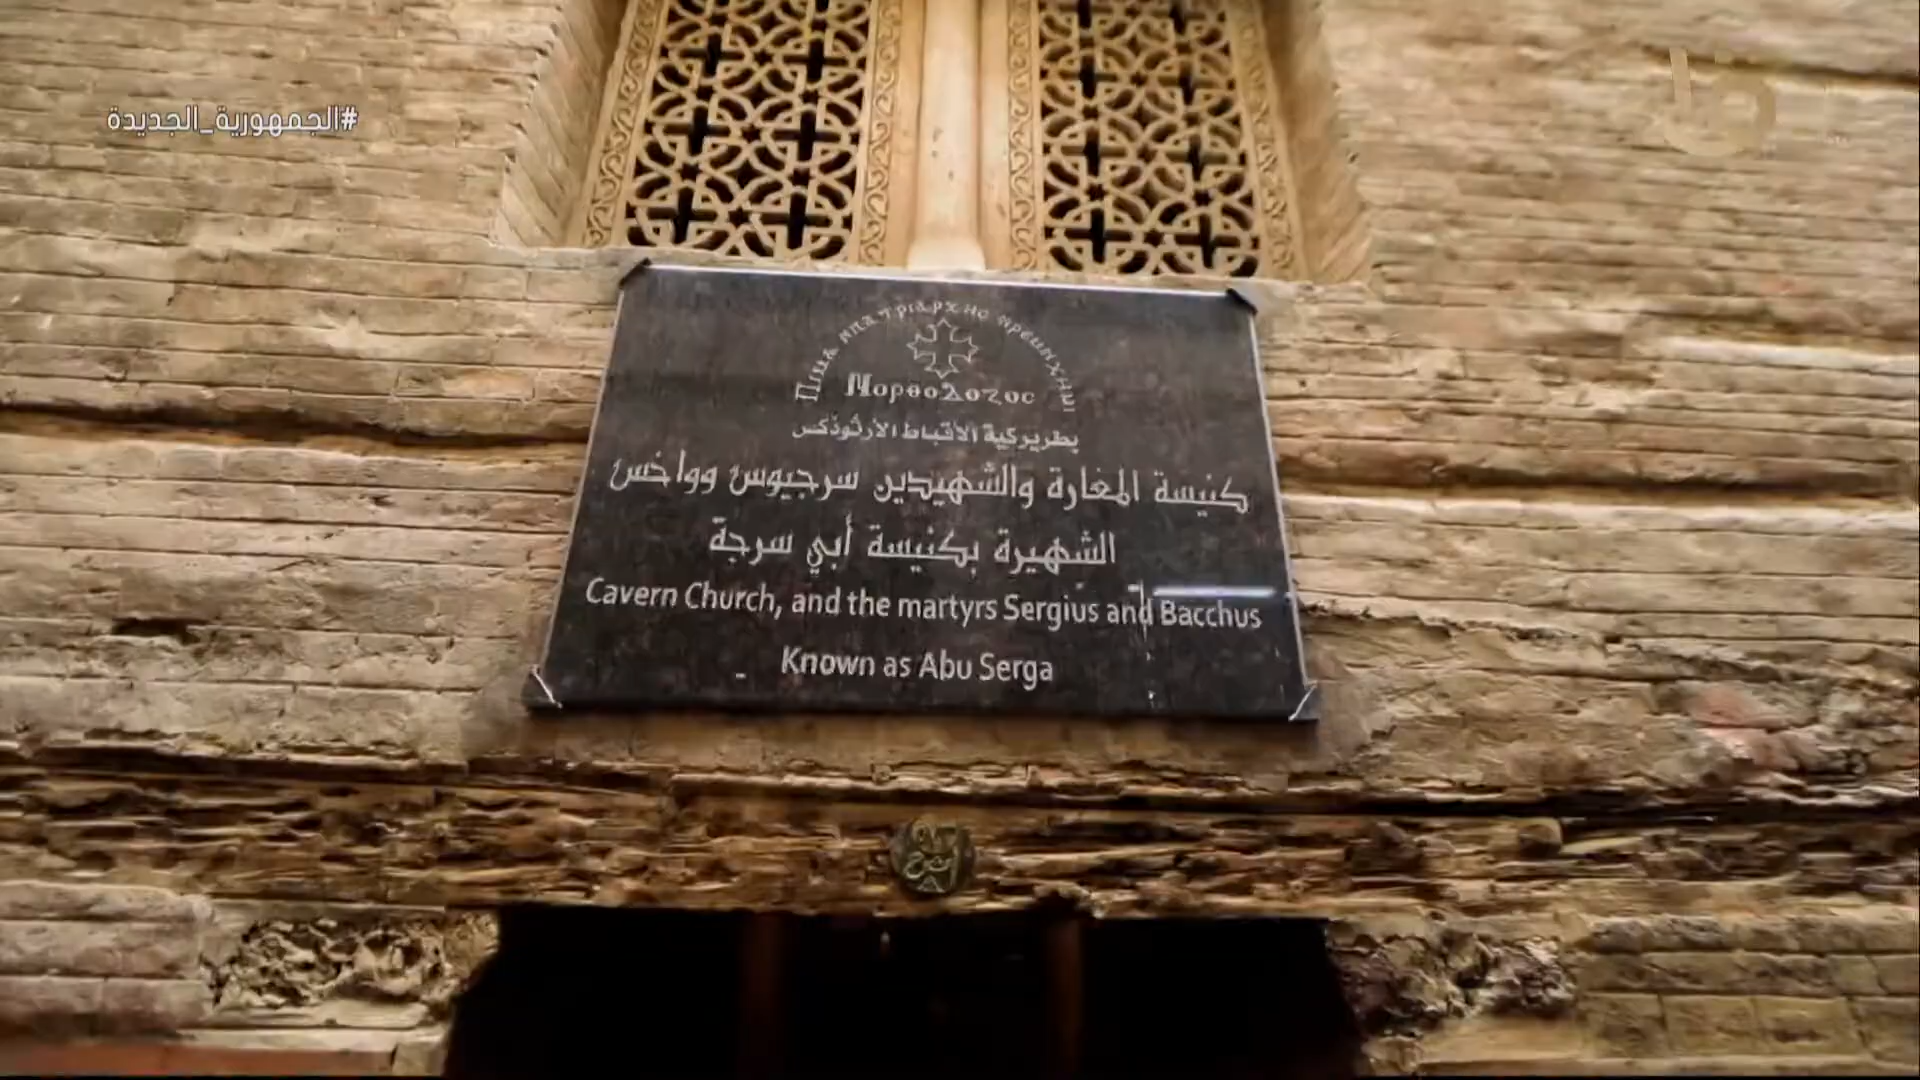 #الجمهورية_الجديدة
Ⲙⲟⲣⲑⲟⲇⲟⲝⲟⲥ
بطريركية الأقباط الأرثوذكس
كنيسة المغارة والشهيدين سرجيوس وواخس
الشهيرة بكنيسة أبي سرجة
Cavern Church, and the martyrs Sergius and Bacchus
Known as Abu Serga